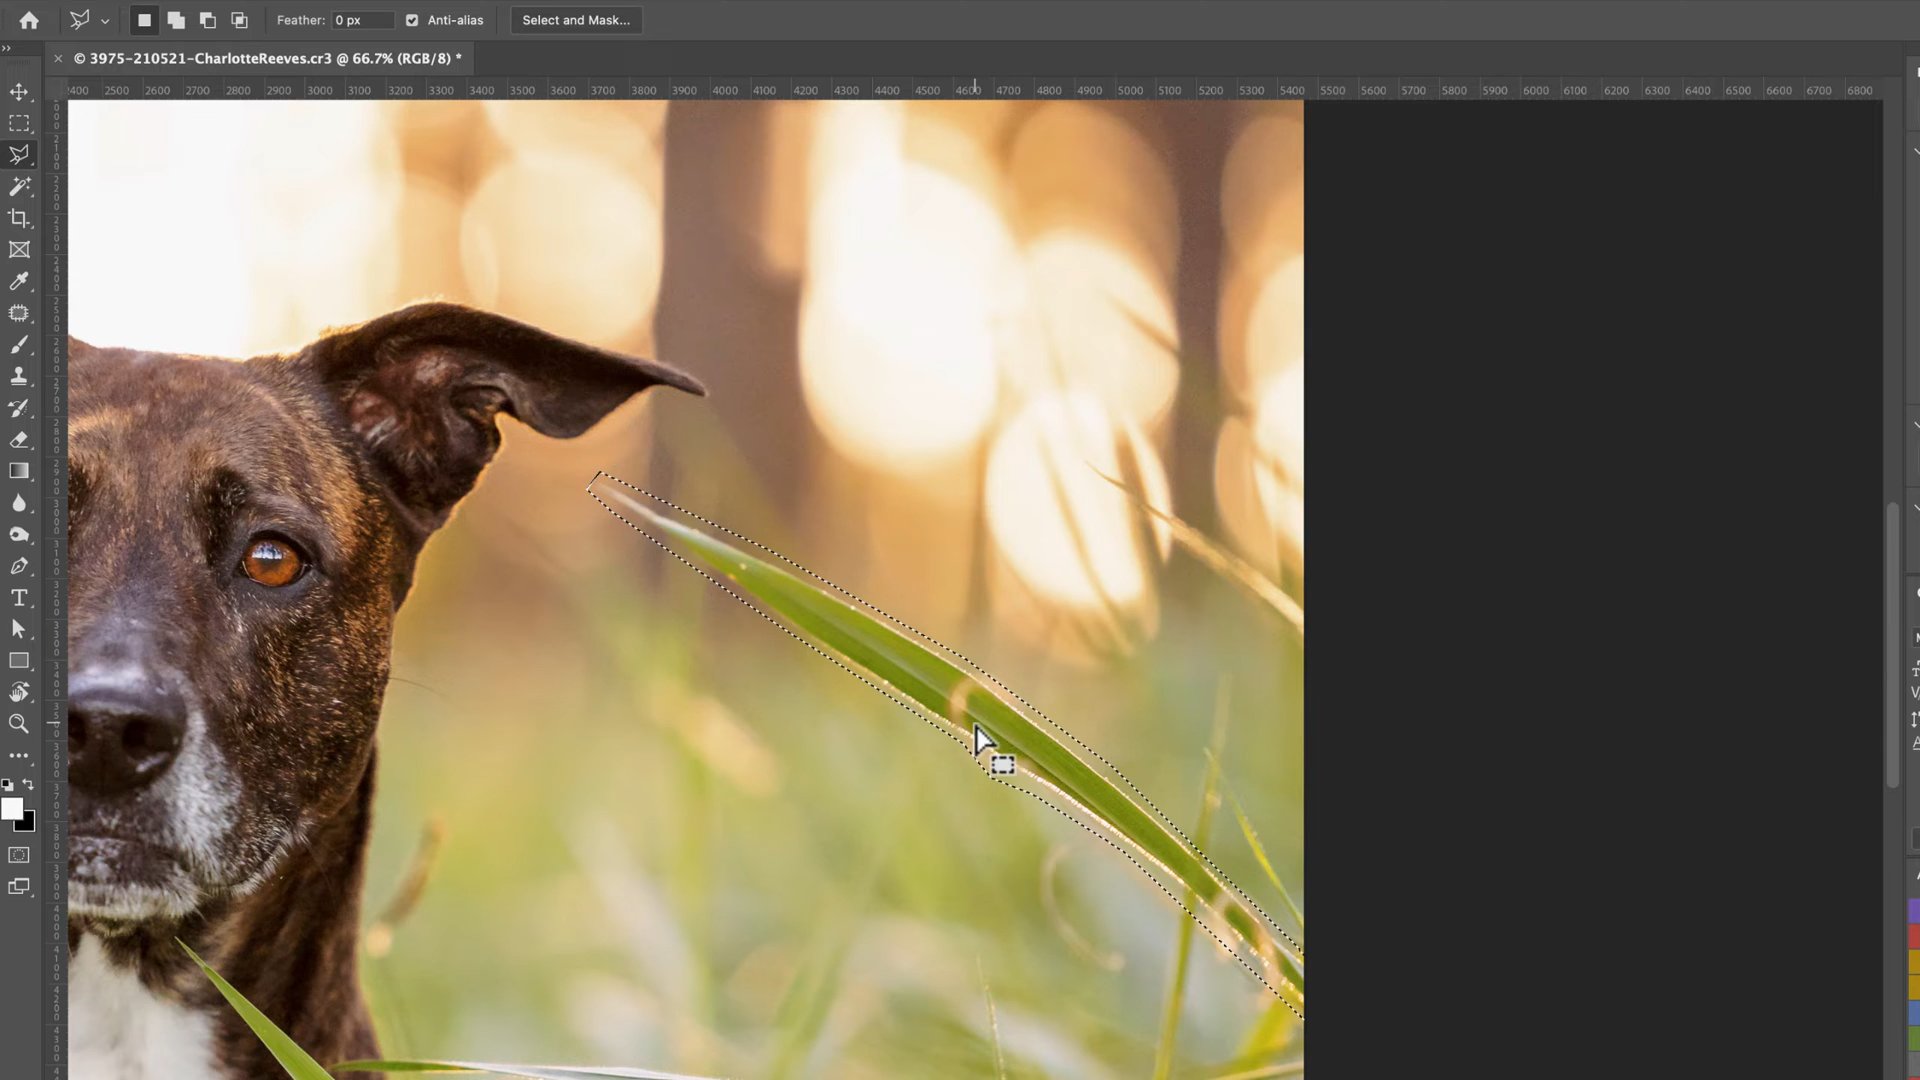 Feather: 0 px Anti-alias Select and Mask...
© 3975-210521-CharlotteReeves.cr3 @ 66.7% (RGB/8) *
2400 2500 2600 2700 2800 2900 3000 3100 3200 3300 3400 3500 3600 3700 3800 3900 4000 4100 4200 4300 4400 4500 4600 4700 4800 4900 5000 5100 5200 5300 5400 5500 5600 5700 5800 5900 6000 6100 6200 6300 6400 6500 6600 6700 6800